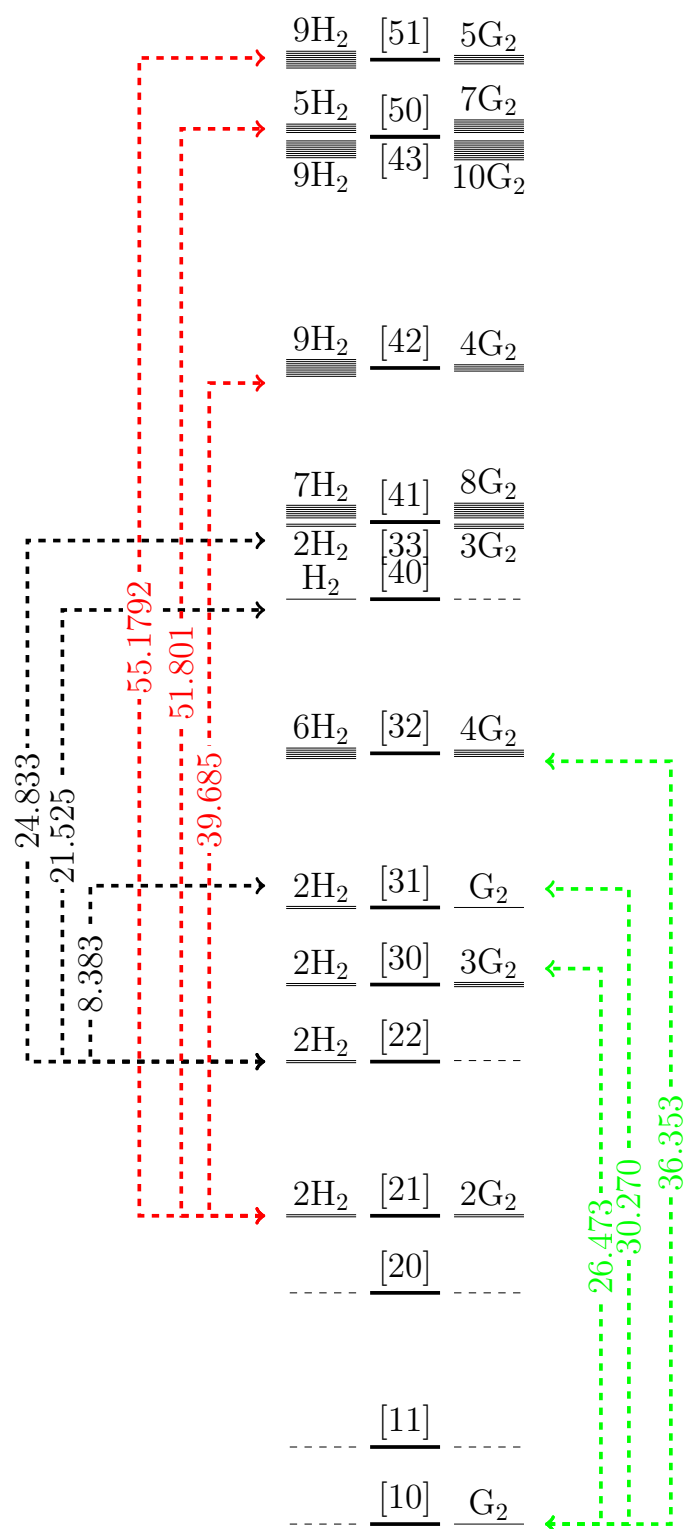 9H₂ [51] 5G₂
5H₂ [50] 7G₂
9H₂ [43] 10G₂
9H₂ [42] 4G₂
7H₂ [41] 8G₂
2H₂ [33] 3G₂
H₂ [40]
6H₂ [32] 4G₂
2H₂ [31] G₂
2H₂ [30] 3G₂
2H₂ [22]
2H₂ [21] 2G₂
[20]
[11]
[10] G₂
24.833
21.525
8.383
55.1792
51.801
39.685
26.473
30.270
36.353